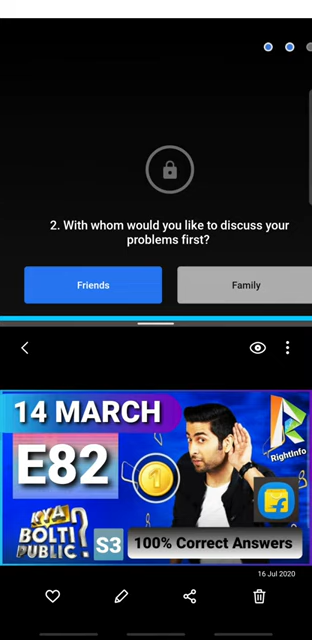 2. With whom would you like to discuss your
problems first?
Friends
Family
14 MARCH
E82
RightInfo
1
KYA
BOLTI
PUBLIC?
S3
100% Correct Answers
16 Jul 2020